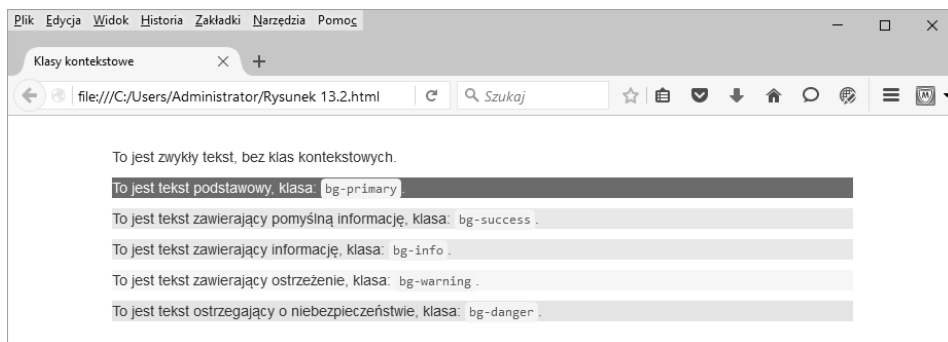 Plik Edycja Widok Historia Zakładki Narzędzia Pomoc
Klasy kontekstowe
file:///C:/Users/Administrator/Rysunek 13.2.html Szukaj
To jest zwykły tekst, bez klas kontekstowych.
To jest tekst podstawowy, klasa: bg-primary.
To jest tekst zawierający pomyślną informację, klasa: bg-success.
To jest tekst zawierający informację, klasa: bg-info.
To jest tekst zawierający ostrzeżenie, klasa: bg-warning.
To jest tekst ostrzegający o niebezpieczeństwie, klasa: bg-danger.